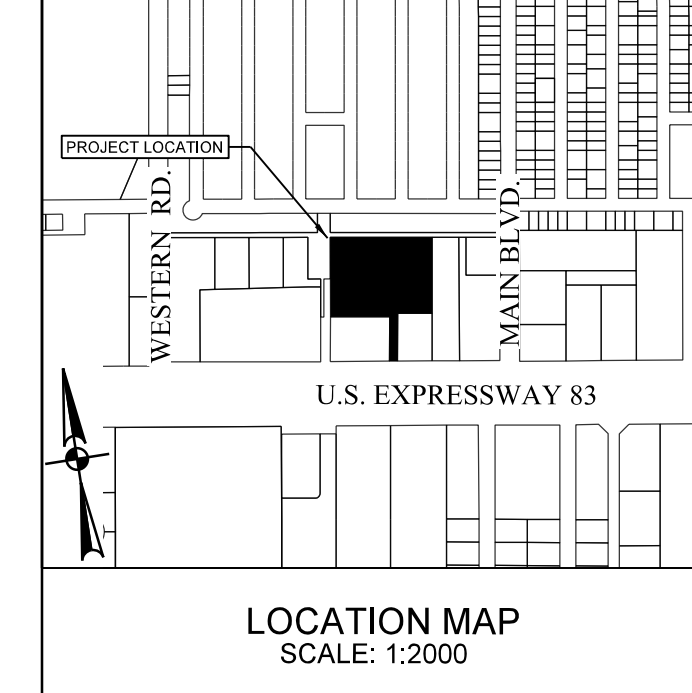 PROJECT LOCATION
WESTERN RD.
MAIN BLVD.
U.S. EXPRESSWAY 83
LOCATION MAP
SCALE: 1:2000